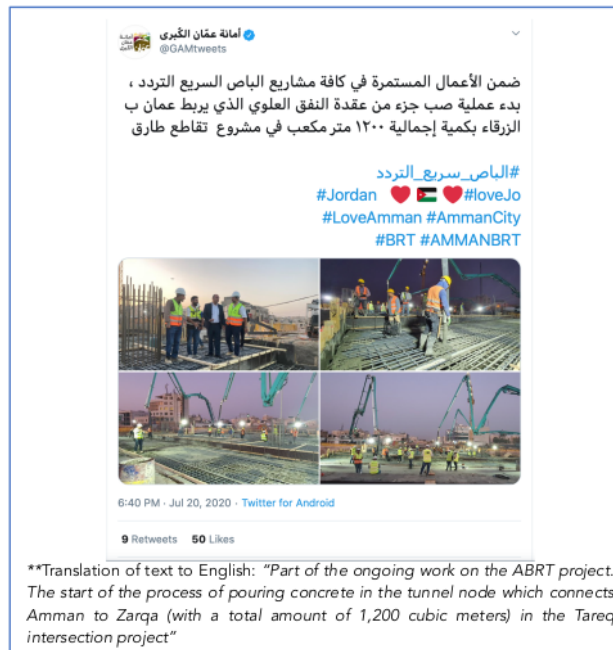 أمانة عمّان الكُبرى
@GAMtweets
ضمن الأعمال المستمرة في كافة مشاريع الباص السريع التردد ،
بدء عملية صب جزء من عقدة النفق العلوي الذي يربط عمان ب
الزرقاء بكمية إجمالية ١٢٠٠ متر مكعب في مشروع تقاطع طارق
#الباص_سريع_التردد
#Jordan ❤️🇯🇴❤️#loveJo
#LoveAmman #AmmanCity
#BRT #AMMANBRT
6:40 PM · Jul 20, 2020 · Twitter for Android
9 Retweets 50 Likes
**Translation of text to English: "Part of the ongoing work on the ABRT project.
The start of the process of pouring concrete in the tunnel node which connects
Amman to Zarqa (with a total amount of 1,200 cubic meters) in the Tareq
intersection project"